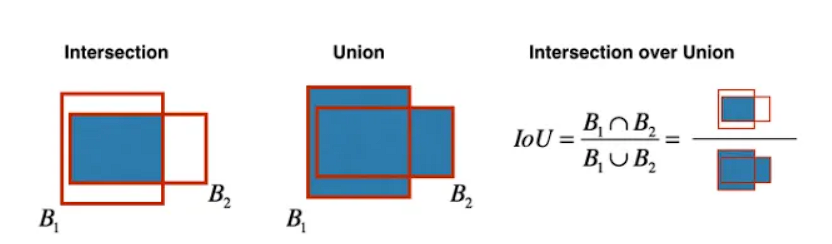 Intersection
Union
Intersection over Union
B₁
B₂
B₁
B₂
IoU = B₁ ∩ B₂ / B₁ ∪ B₂ =